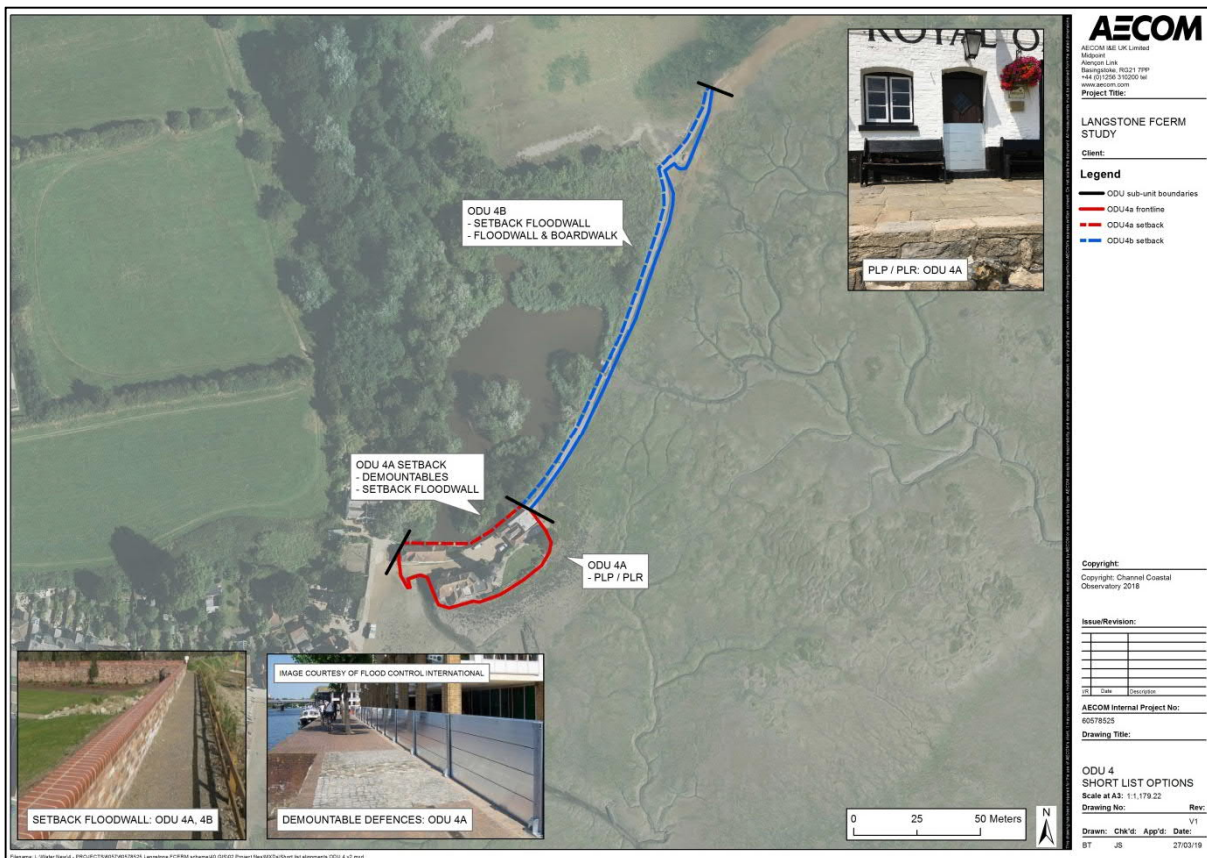 ROYAL O
PLP / PLR: ODU 4A
ODU 4B
- SETBACK FLOODWALL
- FLOODWALL & BOARDWALK
ODU 4A SETBACK
- DEMOUNTABLES
- SETBACK FLOODWALL
ODU 4A
- PLP / PLR
SETBACK FLOODWALL: ODU 4A, 4B
IMAGE COURTESY OF FLOOD CONTROL INTERNATIONAL
DEMOUNTABLE DEFENCES: ODU 4A
0 25 50 Meters
N
AECOM
AECOM I&E UK Limited
Midpoint
Alençon Link
Basingstoke, RG21 7PP
+44 (0)1256 310200 tel
www.aecom.com
Project Title:
LANGSTONE FCERM
STUDY
Client:
Legend
ODU sub-unit boundaries
ODU4a frontline
ODU4a setback
ODU4b setback
Copyright:
Copyright: Channel Coastal
Observatory 2018
Issue/Revision:
I/R Date Description
AECOM Internal Project No:
60578525
Drawing Title:
ODU 4
SHORT LIST OPTIONS
Scale at A3: 1:1,179.22
Drawing No: Rev:
V1
Drawn: Chk'd: App'd: Date:
BT JS 27/03/19